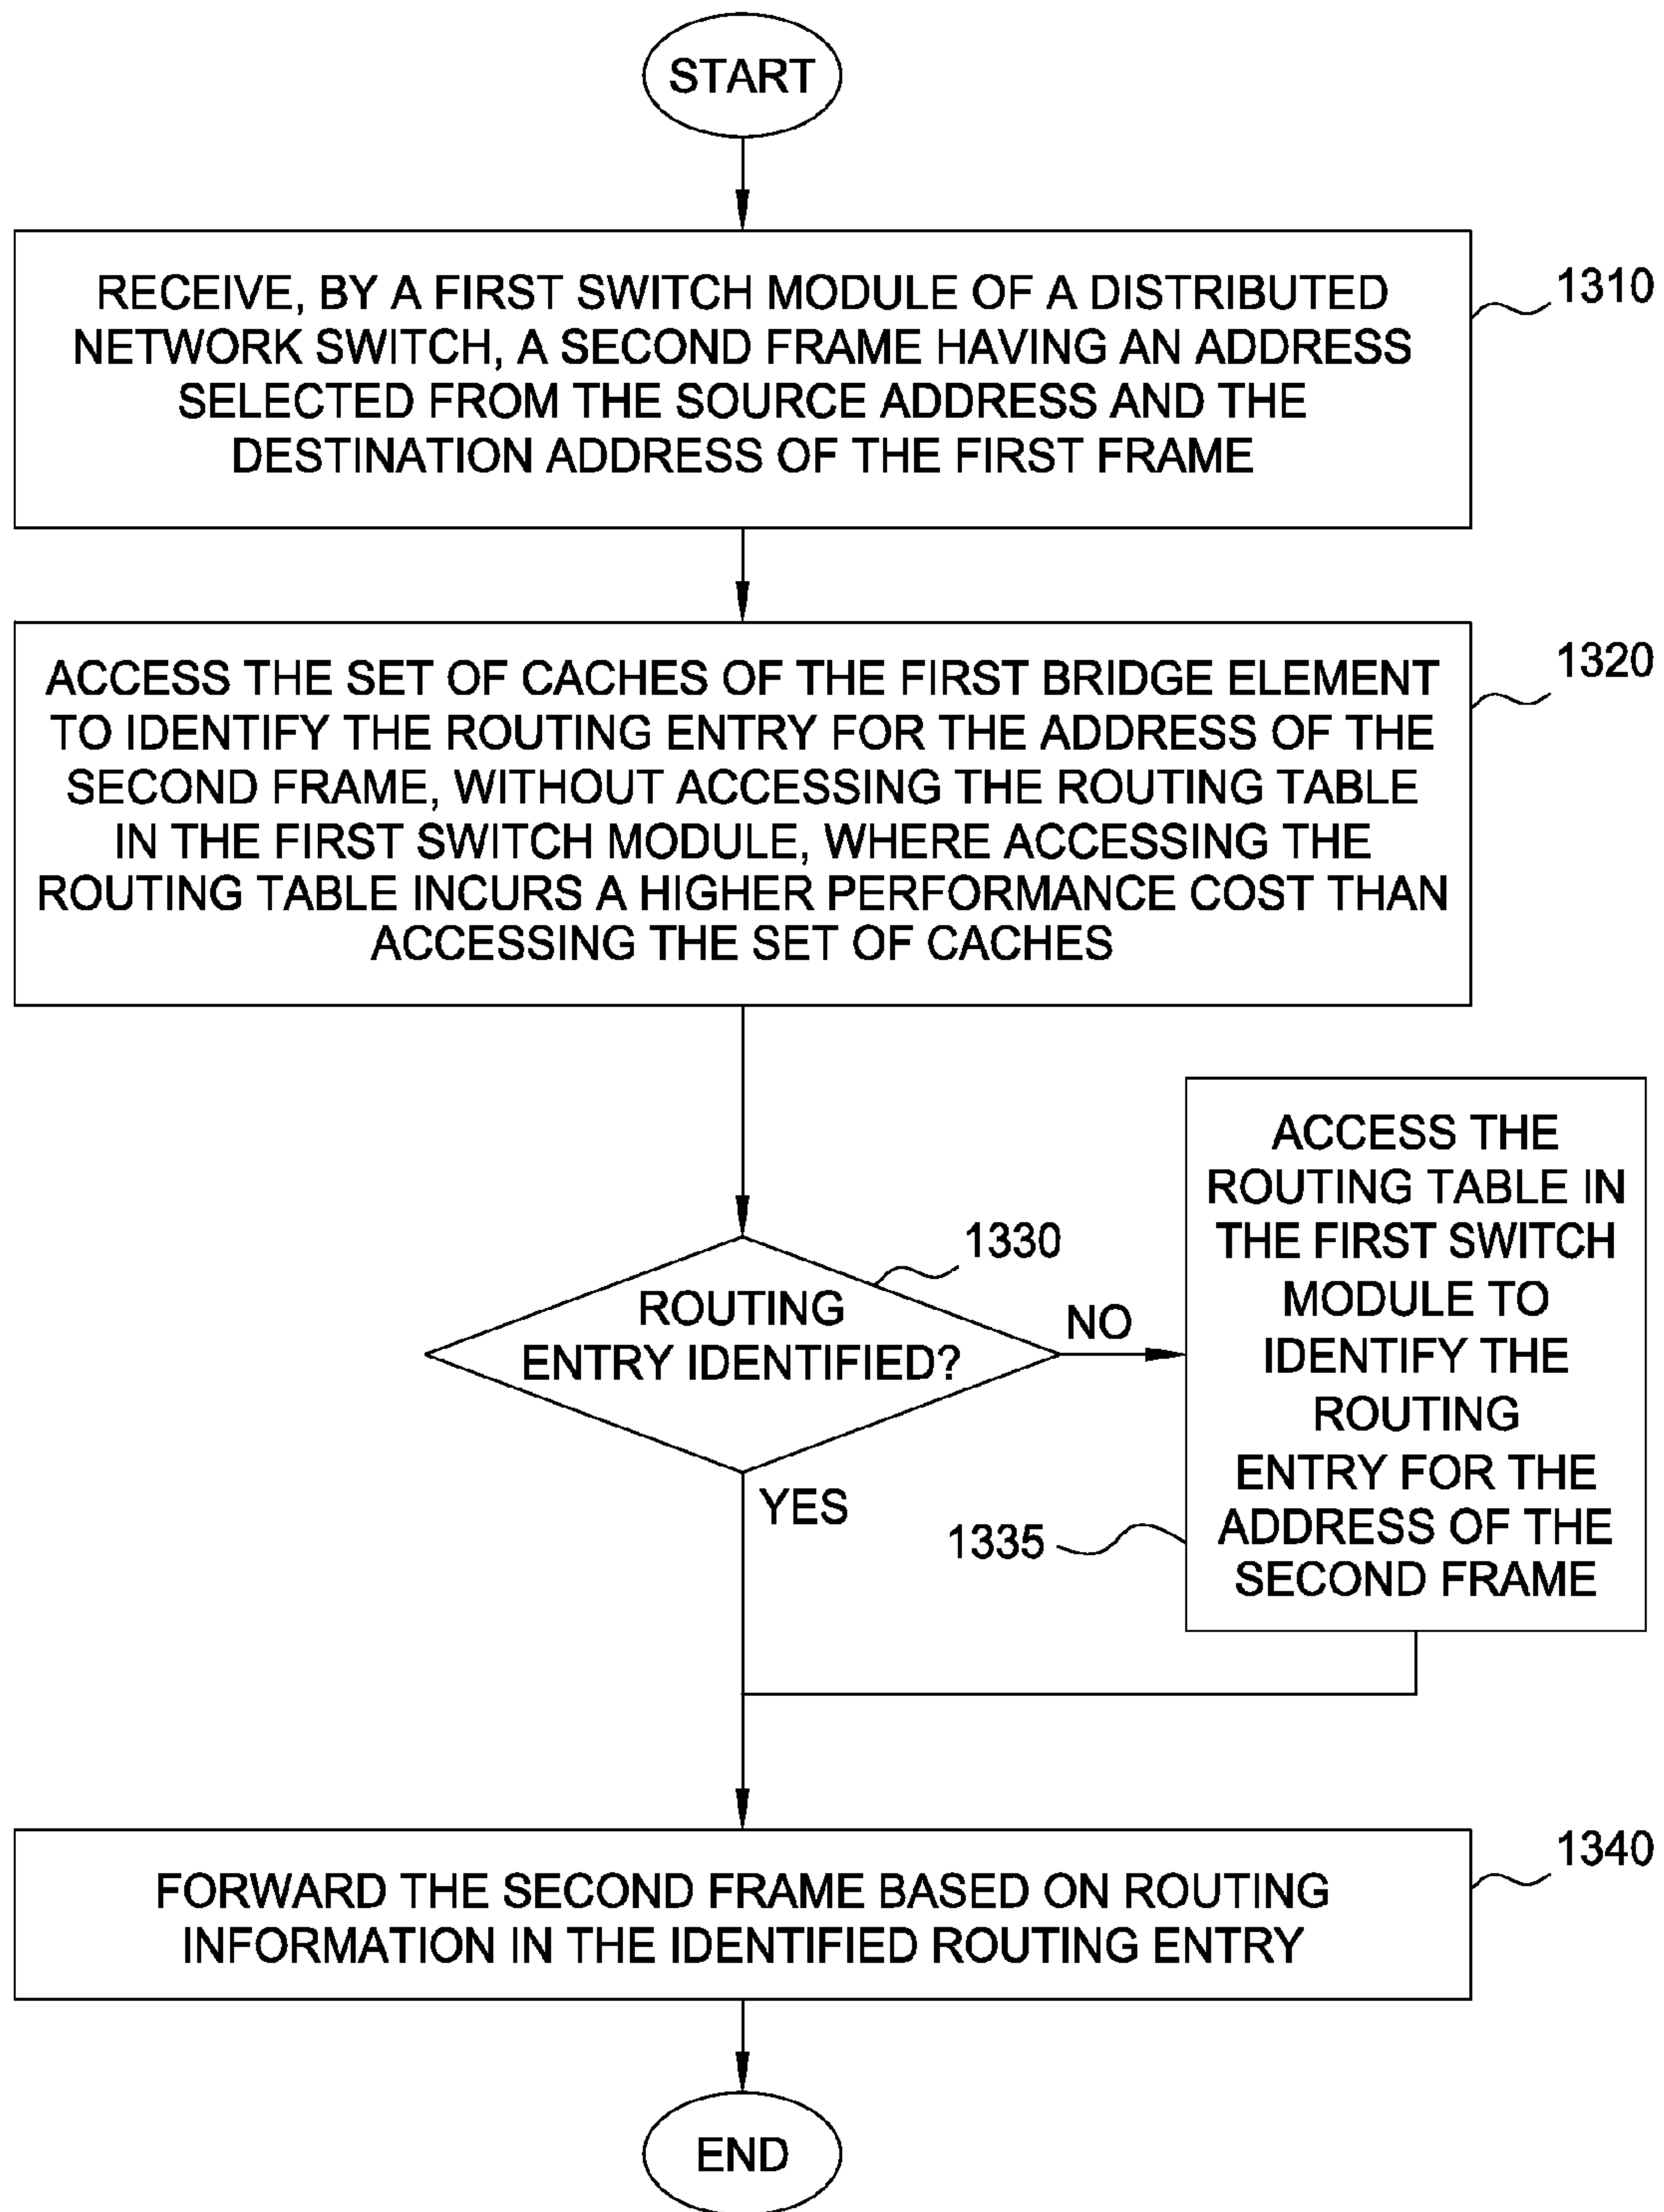 START
RECEIVE, BY A FIRST SWITCH MODULE OF A DISTRIBUTED
NETWORK SWITCH, A SECOND FRAME HAVING AN ADDRESS
SELECTED FROM THE SOURCE ADDRESS AND THE
DESTINATION ADDRESS OF THE FIRST FRAME
1310
ACCESS THE SET OF CACHES OF THE FIRST BRIDGE ELEMENT
TO IDENTIFY THE ROUTING ENTRY FOR THE ADDRESS OF THE
SECOND FRAME, WITHOUT ACCESSING THE ROUTING TABLE
IN THE FIRST SWITCH MODULE, WHERE ACCESSING THE
ROUTING TABLE INCURS A HIGHER PERFORMANCE COST THAN
ACCESSING THE SET OF CACHES
1320
ROUTING
ENTRY IDENTIFIED?
1330
NO
YES
ACCESS THE
ROUTING TABLE IN
THE FIRST SWITCH
MODULE TO
IDENTIFY THE
ROUTING
ENTRY FOR THE
ADDRESS OF THE
SECOND FRAME
1335
FORWARD THE SECOND FRAME BASED ON ROUTING
INFORMATION IN THE IDENTIFIED ROUTING ENTRY
1340
END